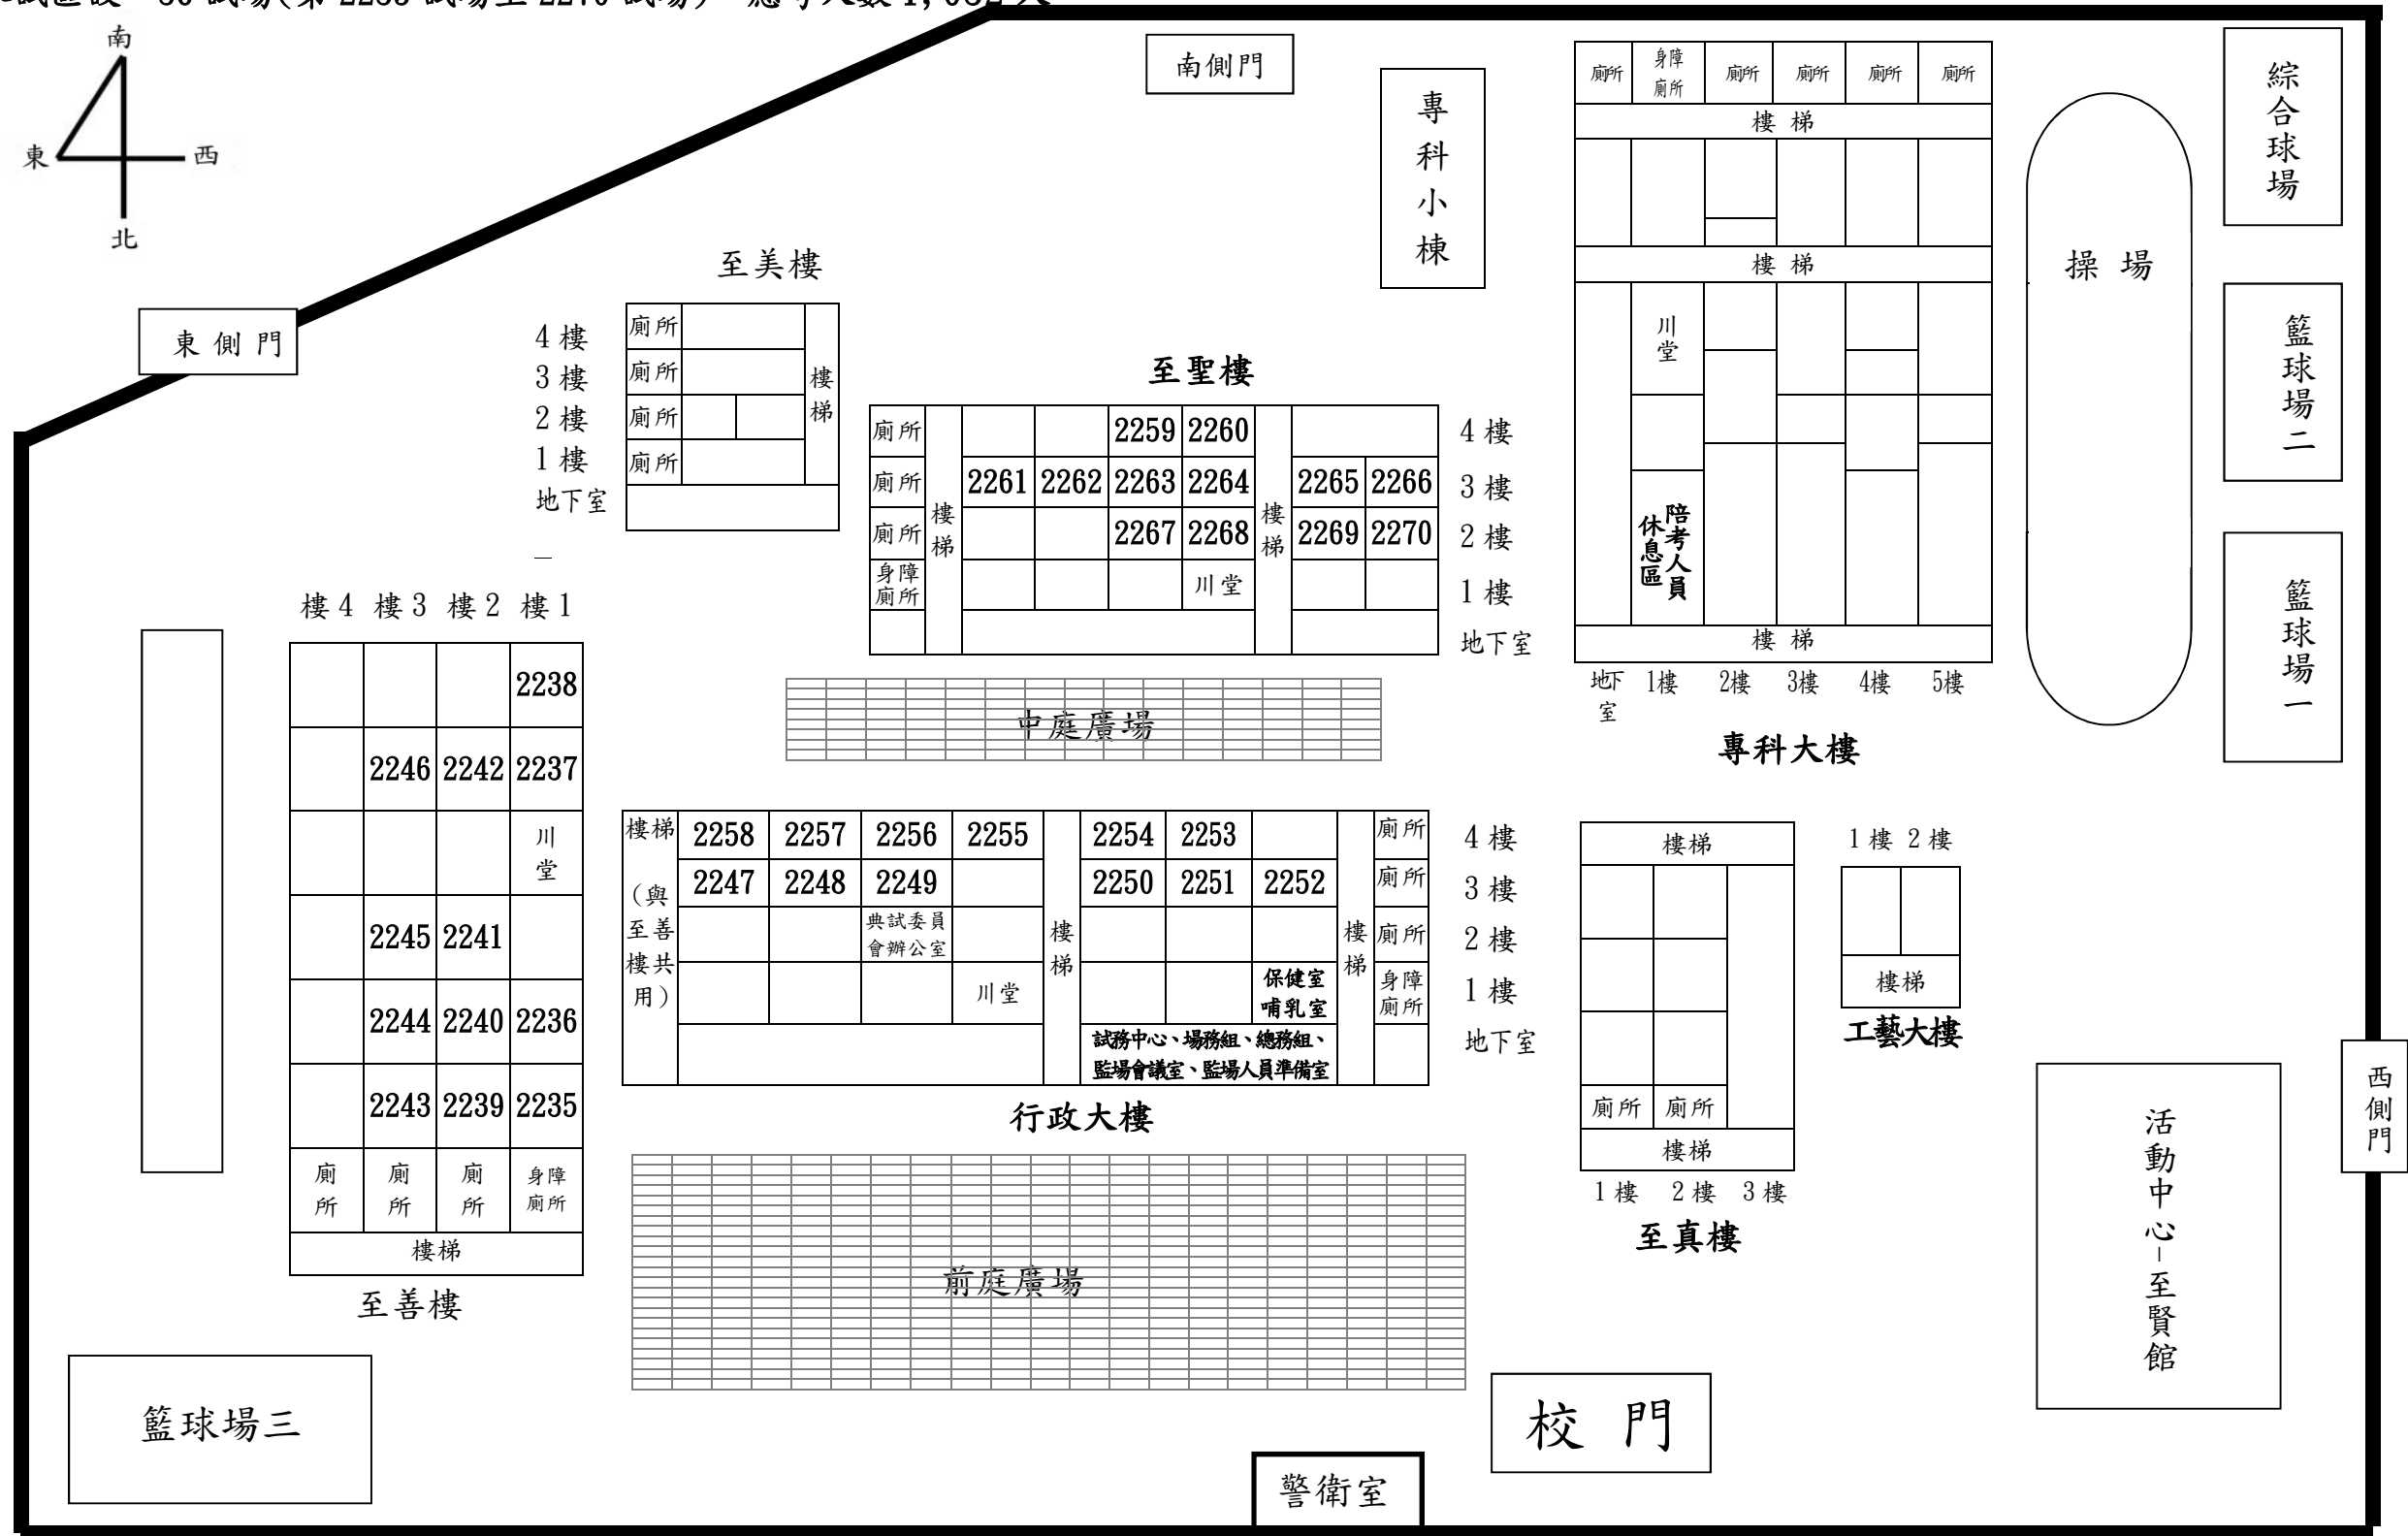 南
東
西
北
南側門
專科小棟
東側門
至美樓
4樓
3樓
2樓
1樓
地下室
廁所
廁所
廁所
廁所
樓梯
至聖樓
廁所 2259 2260
廁所 2261 2262 2263 2264 2265 2266
廁所 2267 2268 2269 2270
身障廁所 川堂
樓梯
樓梯
4樓
3樓
2樓
1樓
地下室
廁所 身障廁所 廁所 廁所 廁所 廁所
樓梯
樓梯
川堂
陪考人員休息區
樓梯
地下室 1樓 2樓 3樓 4樓 5樓
專科大樓
操場
綜合球場
籃球場二
籃球場一
樓4 樓3 樓2 樓1
2238
2246 2242 2237
川堂
2245 2241
2244 2240 2236
2243 2239 2235
廁所 廁所 廁所 身障廁所
樓梯
至善樓
中庭廣場
樓梯
(與至善樓共用)
2258 2257 2256 2255 2254 2253 廁所
2247 2248 2249 2250 2251 2252 廁所
典試委員會辦公室 廁所
川堂 保健室 哺乳室 身障廁所
試務中心、場務組、總務組、
監場會議室、監場人員準備室
樓梯
樓梯
4樓
3樓
2樓
1樓
地下室
行政大樓
前庭廣場
樓梯
廁所 廁所
樓梯
1樓 2樓 3樓
至真樓
1樓 2樓
樓梯
工藝大樓
西側門
活動中心-至賢館
籃球場三
校門
警衛室